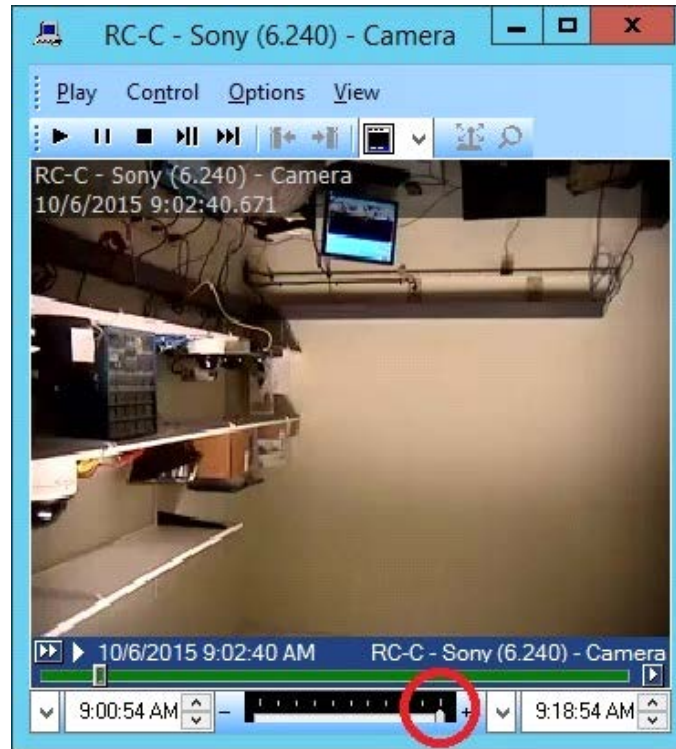 RC-C - Sony (6.240) - Camera
Play Control Options View
RC-C - Sony (6.240) - Camera
10/6/2015 9:02:40.671
10/6/2015 9:02:40 AM RC-C - Sony (6.240) - Camera
9:00:54 AM - + 9:18:54 AM